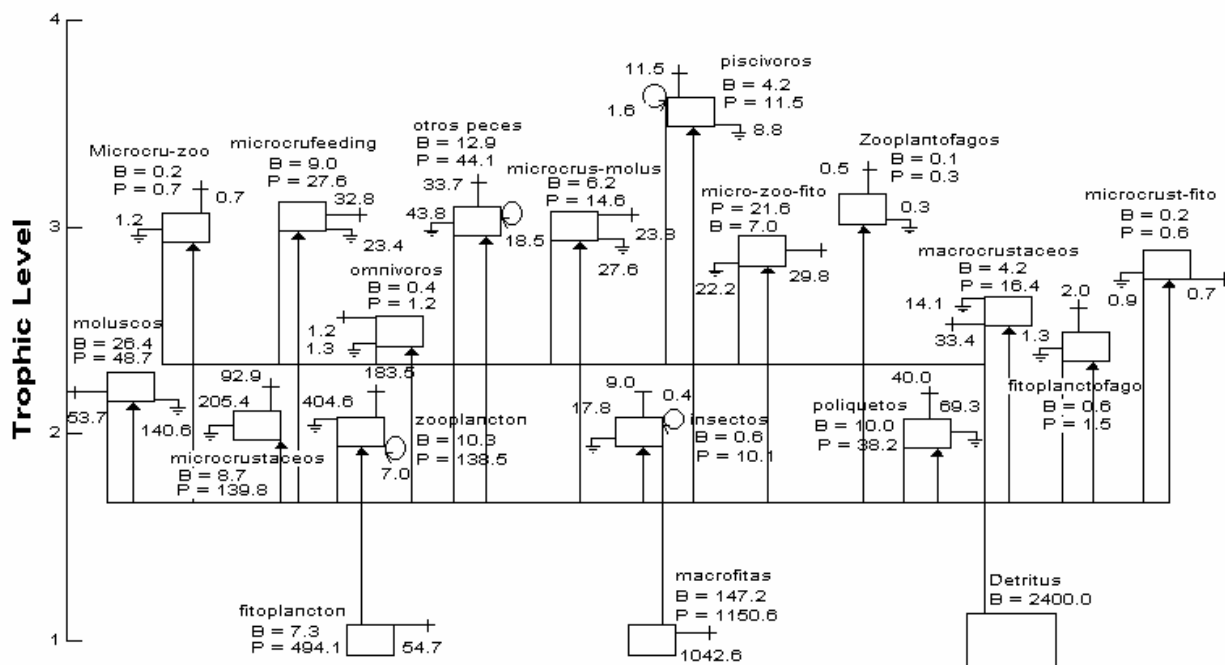 4
piscivoros
11.5
B = 4.2
P = 11.5
1.6
8.8
otros peces
B = 12.9
P = 44.1
33.7
43.8
18.5
microcrufeeding
B = 9.0
P = 27.6
32.8
23.4
Microcru-zoo
B = 0.2
P = 0.7
0.7
1.2
microcrus-molus
B = 6.2
P = 14.6
23.8
27.6
Zooplantofagos
B = 0.1
P = 0.3
0.5
0.3
micro-zoo-fito
P = 21.6
B = 7.0
22.2
29.8
microcrust-fito
B = 0.2
P = 0.6
0.9
0.7
3
Trophic Level
macrocrustaceos
B = 4.2
P = 16.4
14.1
33.4
omnivoros
B = 0.4
P = 1.2
1.2
1.3
moluscos
B = 26.4
P = 48.7
53.7
140.6
2.0
1.3
fitoplanctofago
B = 0.6
P = 1.5
92.9
205.4
microcrustaceos
B = 8.7
P = 139.8
183.5
404.6
zooplancton
B = 10.3
P = 138.5
7.0
9.0
0.4
17.8
insectos
B = 0.6
P = 10.1
40.0
69.3
poliquetos
B = 10.0
P = 38.2
2
fitoplancton
B = 7.3
P = 494.1
54.7
macrofitas
B = 147.2
P = 1150.6
1042.6
Detritus
B = 2400.0
1